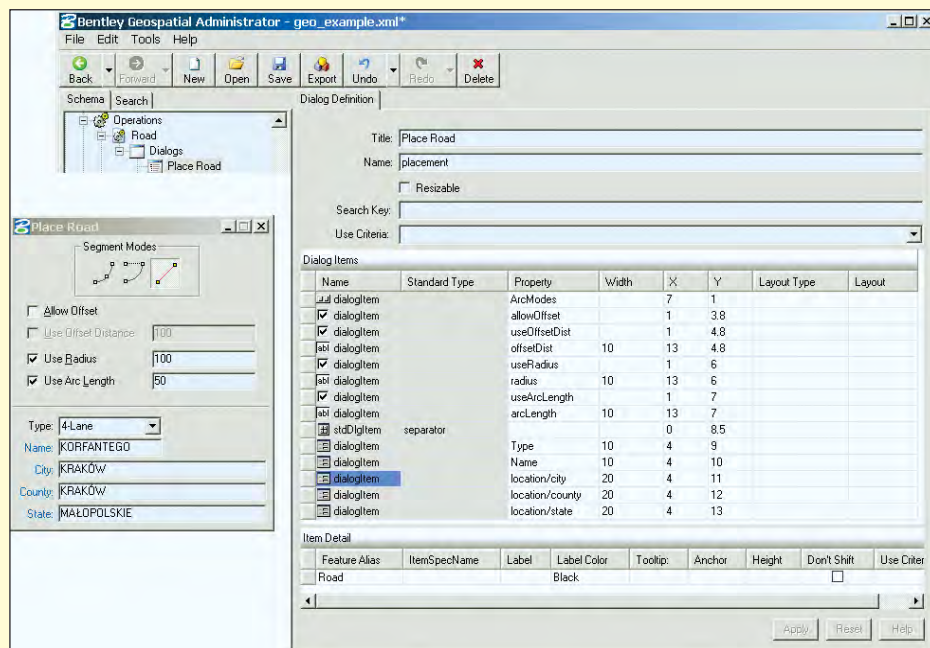 Bentley Geospatial Administrator - geo_example.xml*
File Edit Tools Help
Back Forward New Open Save Export Undo Redo Delete
Schema Search
Operations
Road
Dialogs
Place Road
Dialog Definition
Title: Place Road
Name: placement
Resizable
Search Key:
Use Criteria:
Place Road
Segment Modes
Allow Offset
Use Offset Distance 100
Use Radius 100
Use Arc Length 50
Type: 4-Lane
Name: KORFANTEGO
City: KRAKÓW
County: KRAKÓW
State: MAŁOPOLSKIE
Dialog Items
Name Standard Type Property Width X Y Layout Type Layout
dialogItem ArcModes 7 1
dialogItem allowOffset 1 3.8
dialogItem useOffsetDist 1 4.8
abl dialogItem offsetDist 10 13 4.8
dialogItem useRadius 1 6
abl dialogItem radius 10 13 6
dialogItem useArcLength 1 7
abl dialogItem arcLength 10 13 7
stdDlgItem separator 0 8.5
dialogItem Type 10 4 9
dialogItem Name 10 4 10
dialogItem location/city 20 4 11
dialogItem location/county 20 4 12
dialogItem location/state 20 4 13
Item Detail
Feature Alias ItemSpecName Label Label Color Tooltip: Anchor Height Don't Shift Use Criter
Road Black
Apply Reset Help